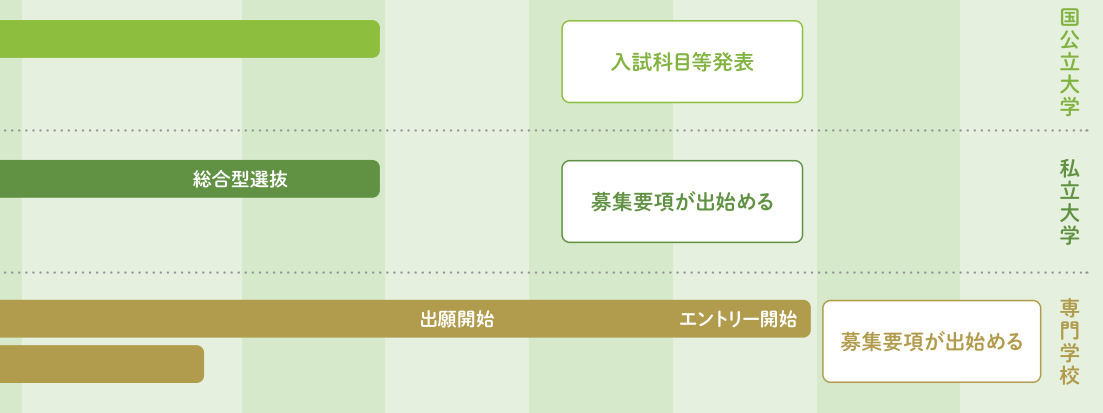 国公立大学
入試科目等発表
私立大学
総合型選抜
募集要項が出始める
専門学校
出願開始
エントリー開始
募集要項が出始める